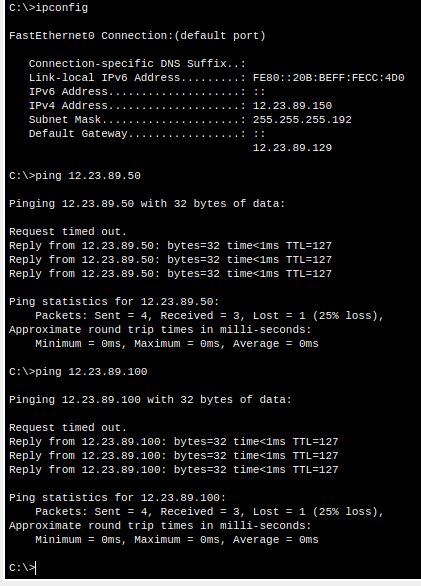 C:\>ipconfig
FastEthernet0 Connection:(default port)
Connection-specific DNS Suffix..:
Link-local IPv6 Address.........: FE80::20B:BEFF:FECC:4D0
IPv6 Address....................: ::
IPv4 Address....................: 12.23.89.150
Subnet Mask.....................: 255.255.255.192
Default Gateway.................: ::
12.23.89.129
C:\>ping 12.23.89.50
Pinging 12.23.89.50 with 32 bytes of data:
Request timed out.
Reply from 12.23.89.50: bytes=32 time<1ms TTL=127
Reply from 12.23.89.50: bytes=32 time<1ms TTL=127
Reply from 12.23.89.50: bytes=32 time<1ms TTL=127
Ping statistics for 12.23.89.50:
Packets: Sent = 4, Received = 3, Lost = 1 (25% loss),
Approximate round trip times in milli-seconds:
Minimum = 0ms, Maximum = 0ms, Average = 0ms
C:\>ping 12.23.89.100
Pinging 12.23.89.100 with 32 bytes of data:
Request timed out.
Reply from 12.23.89.100: bytes=32 time<1ms TTL=127
Reply from 12.23.89.100: bytes=32 time<1ms TTL=127
Reply from 12.23.89.100: bytes=32 time<1ms TTL=127
Ping statistics for 12.23.89.100:
Packets: Sent = 4, Received = 3, Lost = 1 (25% loss),
Approximate round trip times in milli-seconds:
Minimum = 0ms, Maximum = 0ms, Average = 0ms
C:\>